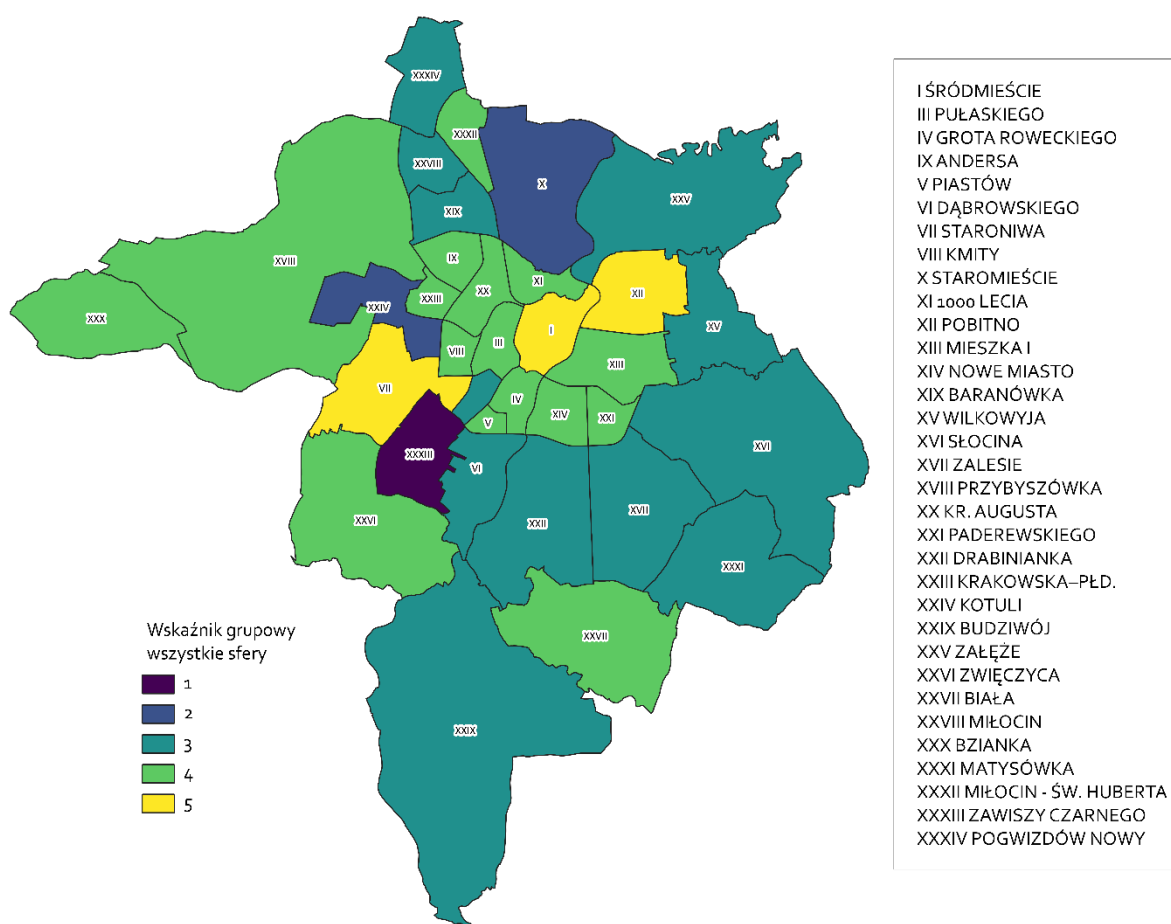 XXXIV
XXXII
XXVIII
X
XXV
XIX
IX
XVIII
XX
XI
XII
XXIII
XXIV
XXX
I
XV
III
VIII
XIII
VII
IV
XIV
XXI
V
XXXIII
VI
XVI
XXVI
XXII
XVII
XXXI
XXVII
XXIX
Wskaźnik grupowy
wszystkie sfery
1
2
3
4
5
I ŚRÓDMIEŚCIE
III PUŁASKIEGO
IV GROTA ROWECKIEGO
IX ANDERSA
V PIASTÓW
VI DĄBROWSKIEGO
VII STARONIWA
VIII KMITY
X STAROMIEŚCIE
XI 1000 LECIA
XII POBITNO
XIII MIESZKA I
XIV NOWE MIASTO
XIX BARANÓWKA
XV WILKOWYJA
XVI SŁOCINA
XVII ZALESIE
XVIII PRZYBYSZÓWKA
XX KR. AUGUSTA
XXI PADEREWSKIEGO
XXII DRABINIANKA
XXIII KRAKOWSKA–PŁD.
XXIV KOTULI
XXIX BUDZIWÓJ
XXV ZAŁĘŻE
XXVI ZWIĘCZYCA
XXVII BIAŁA
XXVIII MIŁOCIN
XXX BZIANKA
XXXI MATYSÓWKA
XXXII MIŁOCIN - ŚW. HUBERTA
XXXIII ZAWISZY CZARNEGO
XXXIV POGWIZDÓW NOWY